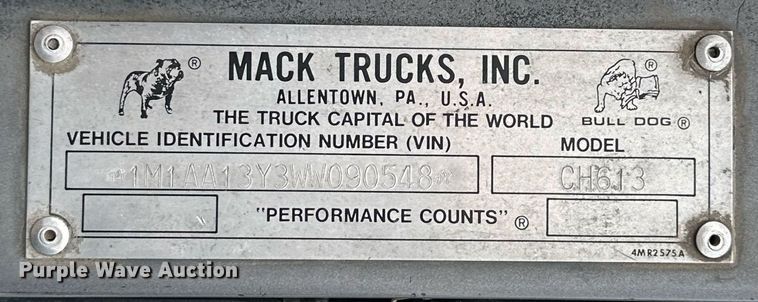 MACK TRUCKS, INC.
ALLENTOWN, PA., U.S.A.
THE TRUCK CAPITAL OF THE WORLD
®
BULL DOG ®
VEHICLE IDENTIFICATION NUMBER (VIN) MODEL
*1M1AA13Y3WW090548* CH613
"PERFORMANCE COUNTS" ®
4MR2575A
Purple Wave Auction